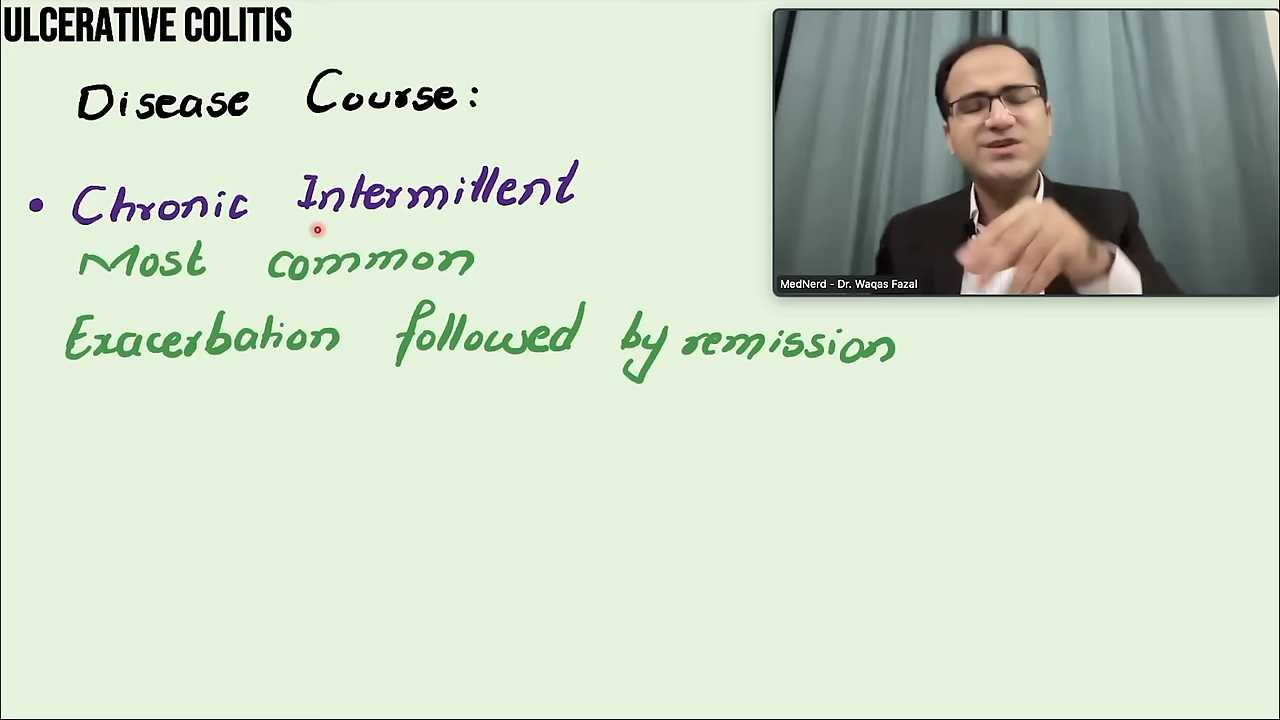 ULCERATIVE COLITIS
Disease Course:
• Chronic Intermittent
Most common
Exacerbation followed by remission
MedNerd - Dr. Waqas Fazal